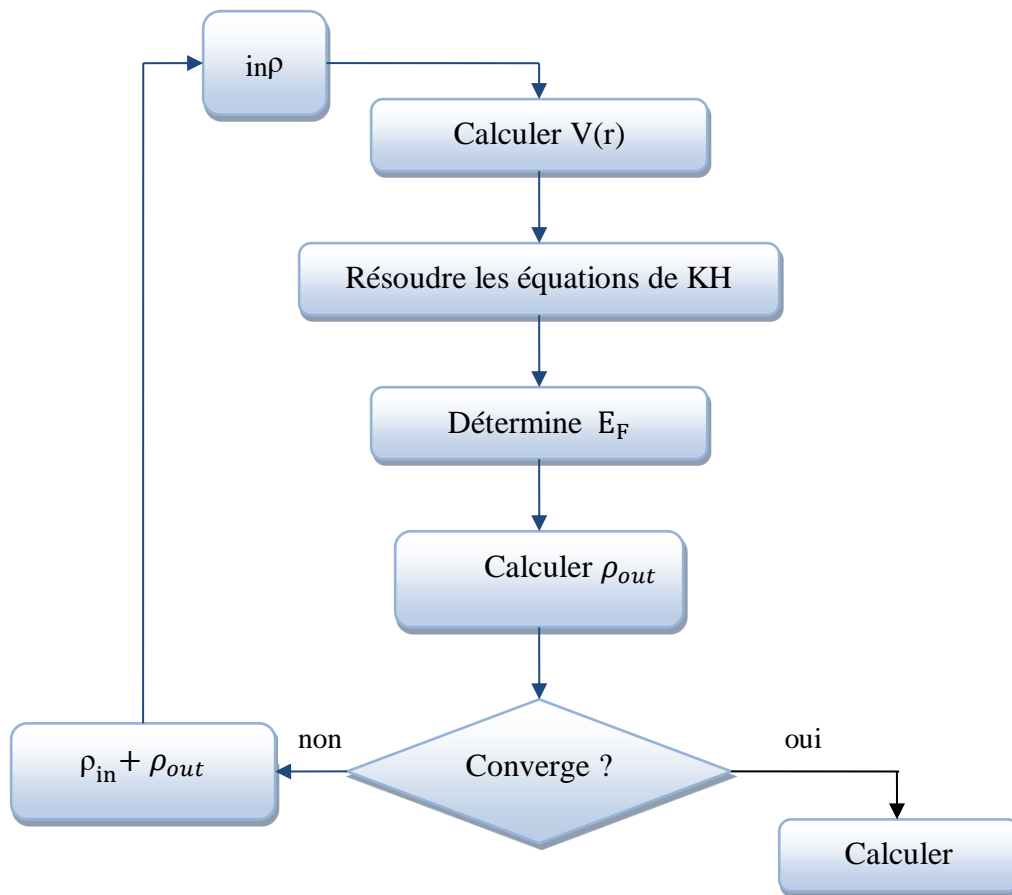 inρ
Calculer V(r)
Résoudre les équations de KH
Détermine E_F
Calculer ρ_out
Converge ?
non
ρ_in + ρ_out
oui
Calculer